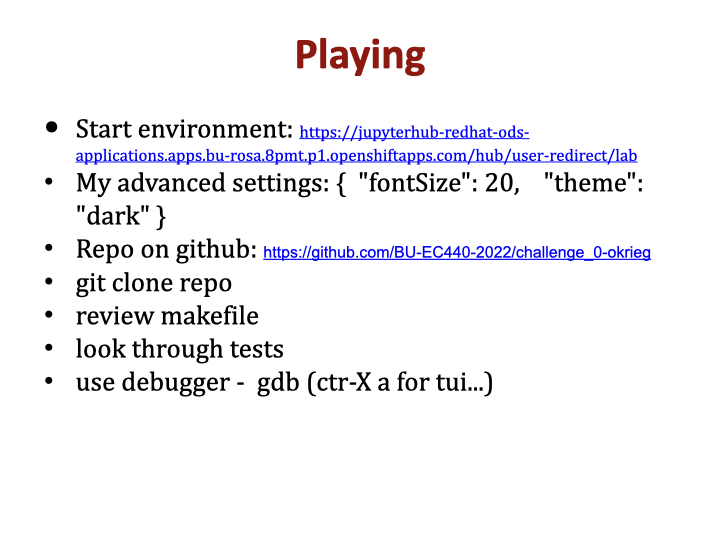 Playing
• Start environment: https://jupyterhub-redhat-ods-
applications.apps.bu-rosa.8pmt.p1.openshiftapps.com/hub/user-redirect/lab
• My advanced settings: {  "fontSize": 20,    "theme":
"dark" }
• Repo on github: https://github.com/BU-EC440-2022/challenge_0-okrieg
• git clone repo
• review makefile
• look through tests
• use debugger -  gdb (ctr-X a for tui...)